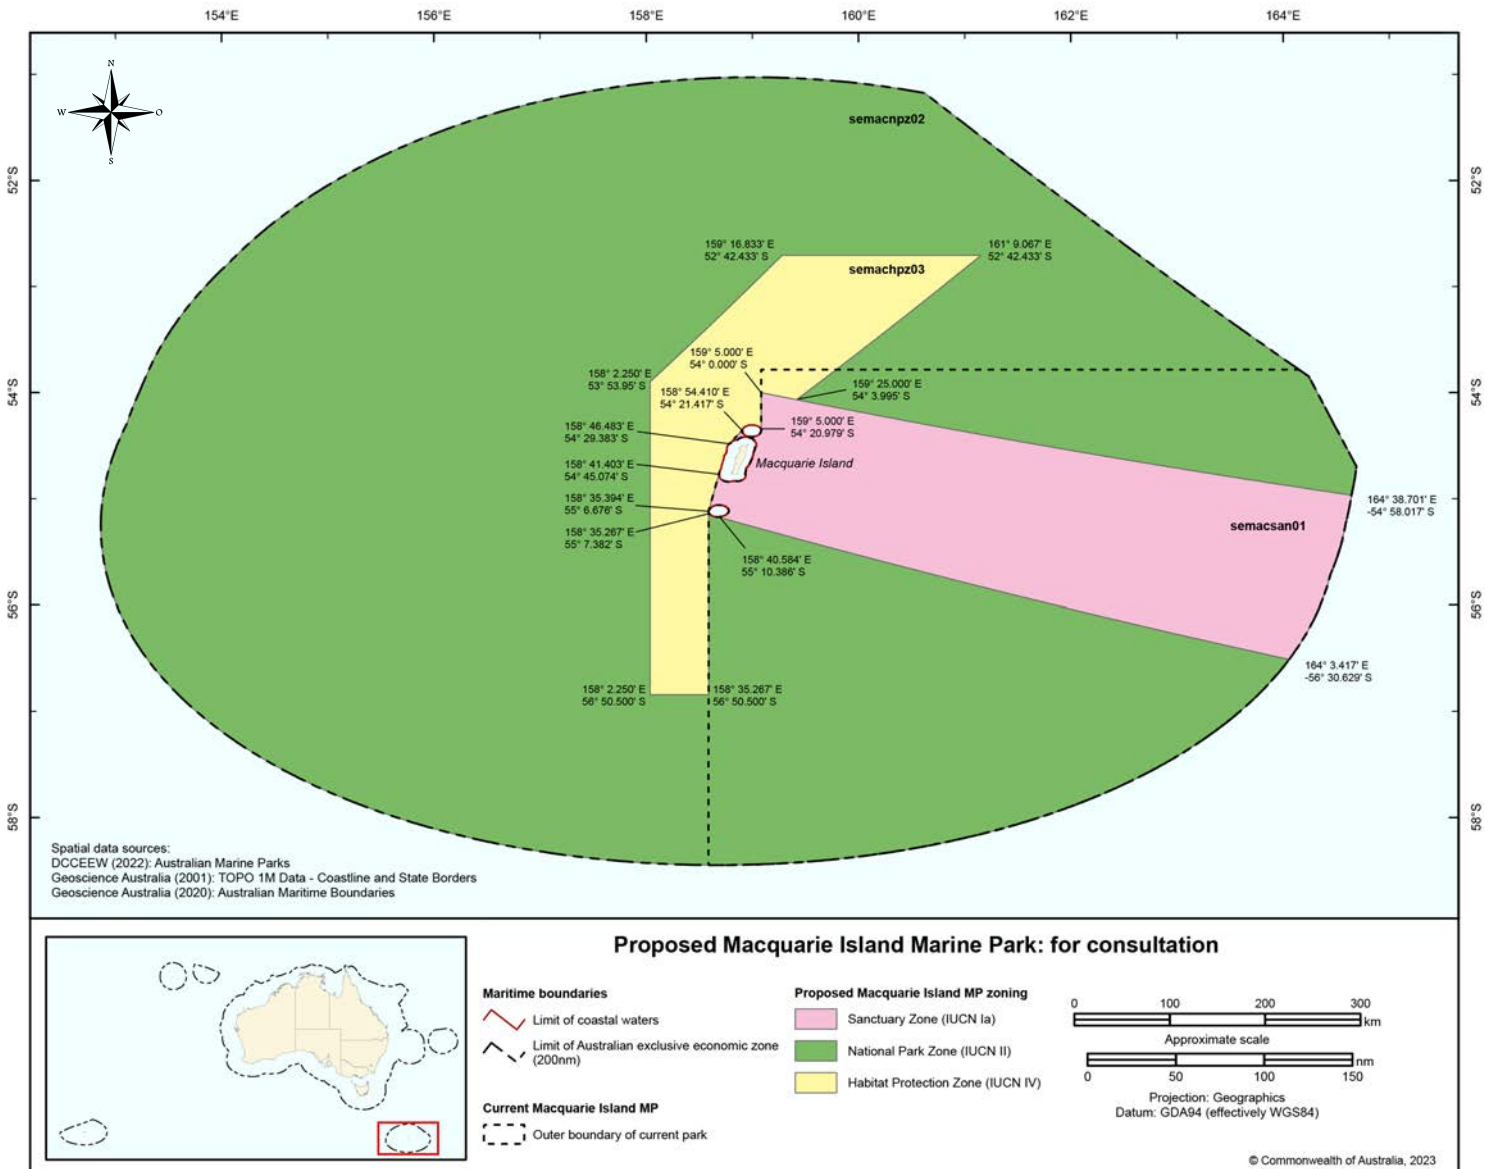 154°E
156°E
158°E
160°E
162°E
164°E
N
W
O
S
52°S
52°S
54°S
54°S
56°S
56°S
58°S
58°S
semacnpz02
159° 16.833' E
52° 42.433' S
161° 9.067' E
52° 42.433' S
semachpz03
159° 5.000' E
54° 0.000' S
158° 2.250' E
53° 53.95' S
159° 25.000' E
54° 3.995' S
158° 54.410' E
54° 21.417' S
159° 5.000' E
54° 20.979' S
158° 46.483' E
54° 29.383' S
Macquarie Island
158° 41.403' E
54° 45.074' S
158° 35.394' E
55° 6.676' S
158° 35.267' E
55° 7.382' S
158° 40.584' E
55° 10.386' S
164° 38.701' E
-54° 58.017' S
semacsan01
164° 3.417' E
-56° 30.629' S
158° 2.250' E
56° 50.500' S
158° 35.267' E
56° 50.500' S
Spatial data sources:
DCCEEW (2022): Australian Marine Parks
Geoscience Australia (2001): TOPO 1M Data - Coastline and State Borders
Geoscience Australia (2020): Australian Maritime Boundaries
Proposed Macquarie Island Marine Park: for consultation
Maritime boundaries
Limit of coastal waters
Limit of Australian exclusive economic zone
(200nm)
Current Macquarie Island MP
Outer boundary of current park
Proposed Macquarie Island MP zoning
Sanctuary Zone (IUCN Ia)
National Park Zone (IUCN II)
Habitat Protection Zone (IUCN IV)
0 100 200 300
km
Approximate scale
nm
0 50 100 150
Projection: Geographics
Datum: GDA94 (effectively WGS84)
© Commonwealth of Australia, 2023